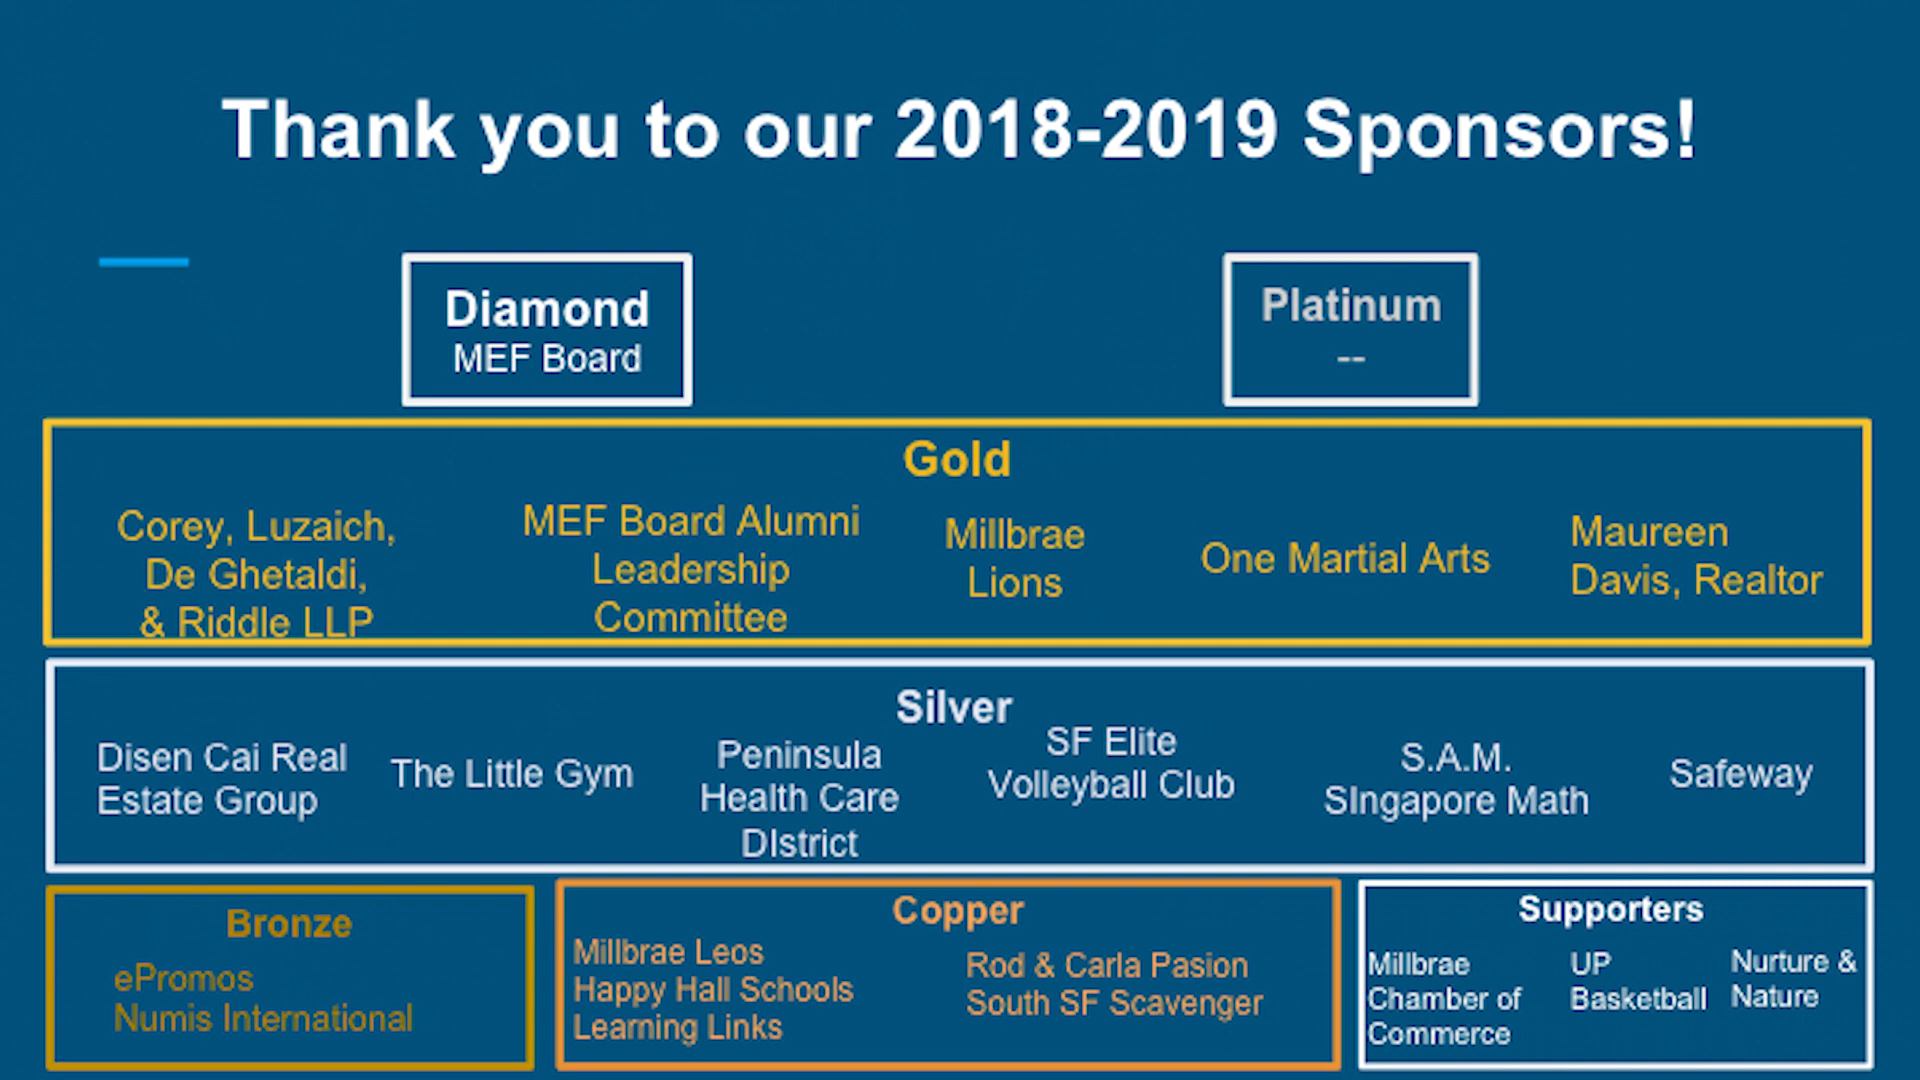 Thank you to our 2018-2019 Sponsors!
Diamond
MEF Board
Platinum
--
Gold
Corey, Luzaich,
De Ghetaldi,
& Riddle LLP
MEF Board Alumni
Leadership
Committee
Millbrae
Lions
One Martial Arts
Maureen
Davis, Realtor
Silver
Disen Cai Real
Estate Group
The Little Gym
Peninsula
Health Care
DIstrict
SF Elite
Volleyball Club
S.A.M.
SIngapore Math
Safeway
Bronze
ePromos
Numis International
Copper
Millbrae Leos
Happy Hall Schools
Learning Links
Rod & Carla Pasion
South SF Scavenger
Supporters
Millbrae
Chamber of
Commerce
UP
Basketball
Nurture &
Nature